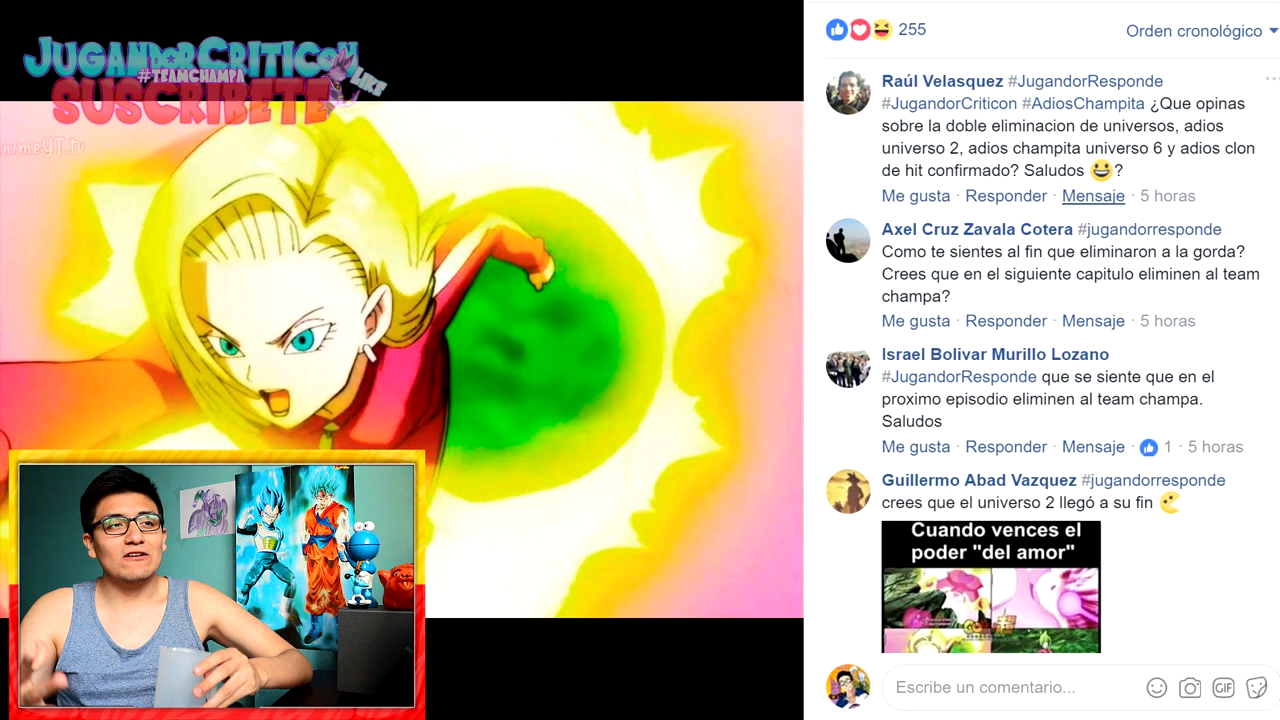 JUGANDORCRITICON
#TEAMCHAMPA
LIKE
SUSCRIBETE
nimeYT.tv
255
Orden cronológico
Raúl Velasquez #JugandorResponde
#JugandorCriticon #AdiosChampita ¿Que opinas
sobre la doble eliminacion de universos, adios
universo 2, adios champita universo 6 y adios clon
de hit confirmado? Saludos 😀?
Me gusta · Responder · Mensaje · 5 horas
Axel Cruz Zavala Cotera #jugandorresponde
Como te sientes al fin que eliminaron a la gorda?
Crees que en el siguiente capitulo eliminen al team
champa?
Me gusta · Responder · Mensaje · 5 horas
Israel Bolivar Murillo Lozano
#JugandorResponde que se siente que en el
proximo episodio eliminen al team champa.
Saludos
Me gusta · Responder · Mensaje · 1 · 5 horas
Guillermo Abad Vazquez #jugandorresponde
crees que el universo 2 llegó a su fin
Cuando vences el
poder "del amor"
Escribe un comentario...
GIF